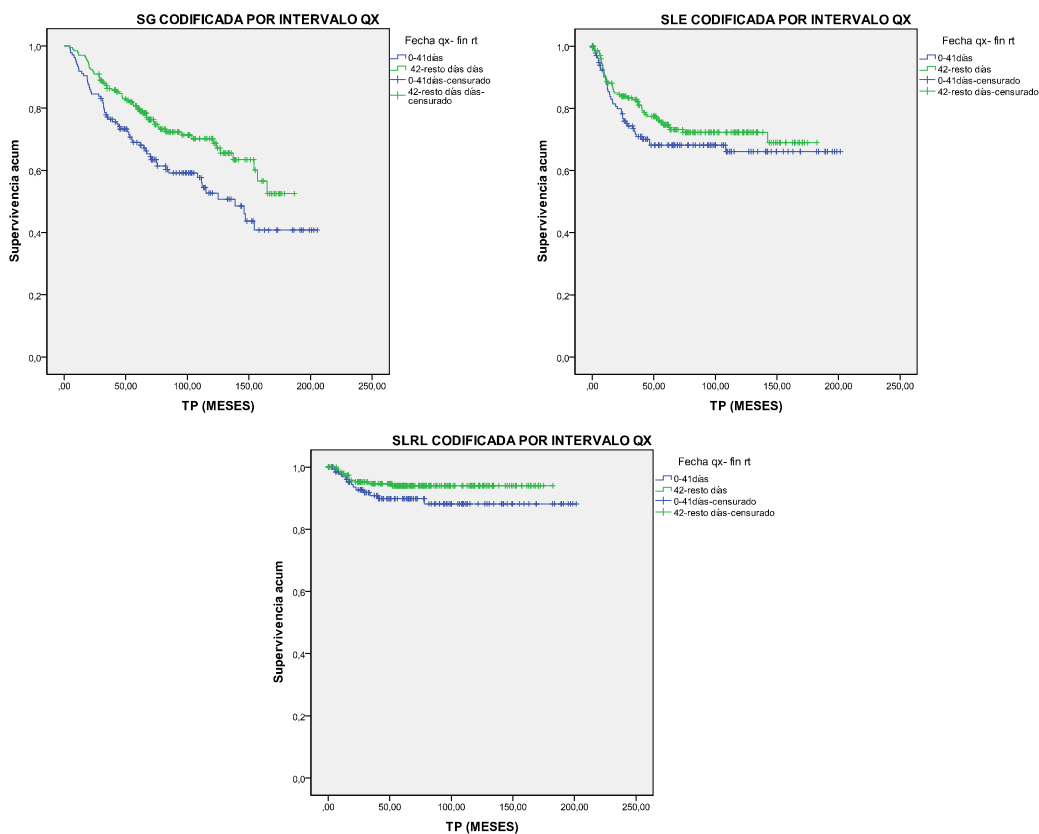 SG CODIFICADA POR INTERVALO QX
Fecha qx- fin rt
0-41días
42-resto días días
0-41días-censurado
42-resto días días-
censurado
1,0
0,8
0,6
0,4
0,2
0,0
Supervivencia acum
,00 50,00 100,00 150,00 200,00 250,00
TP (MESES)
SLE CODIFICADA POR INTERVALO QX
Fecha qx- fin rt
0-41días
42-resto días
0-41días-censurado
42-resto días-censurado
1,0
0,8
0,6
0,4
0,2
0,0
Supervivencia acum
,00 50,00 100,00 150,00 200,00 250,00
TP (MESES)
SLRL CODIFICADA POR INTERVALO QX
Fecha qx- fin rt
0-41días
42-resto días
0-41días-censurado
42-resto días-censurado
1,0
0,8
0,6
0,4
0,2
0,0
Supervivencia acum
,00 50,00 100,00 150,00 200,00 250,00
TP (MESES)